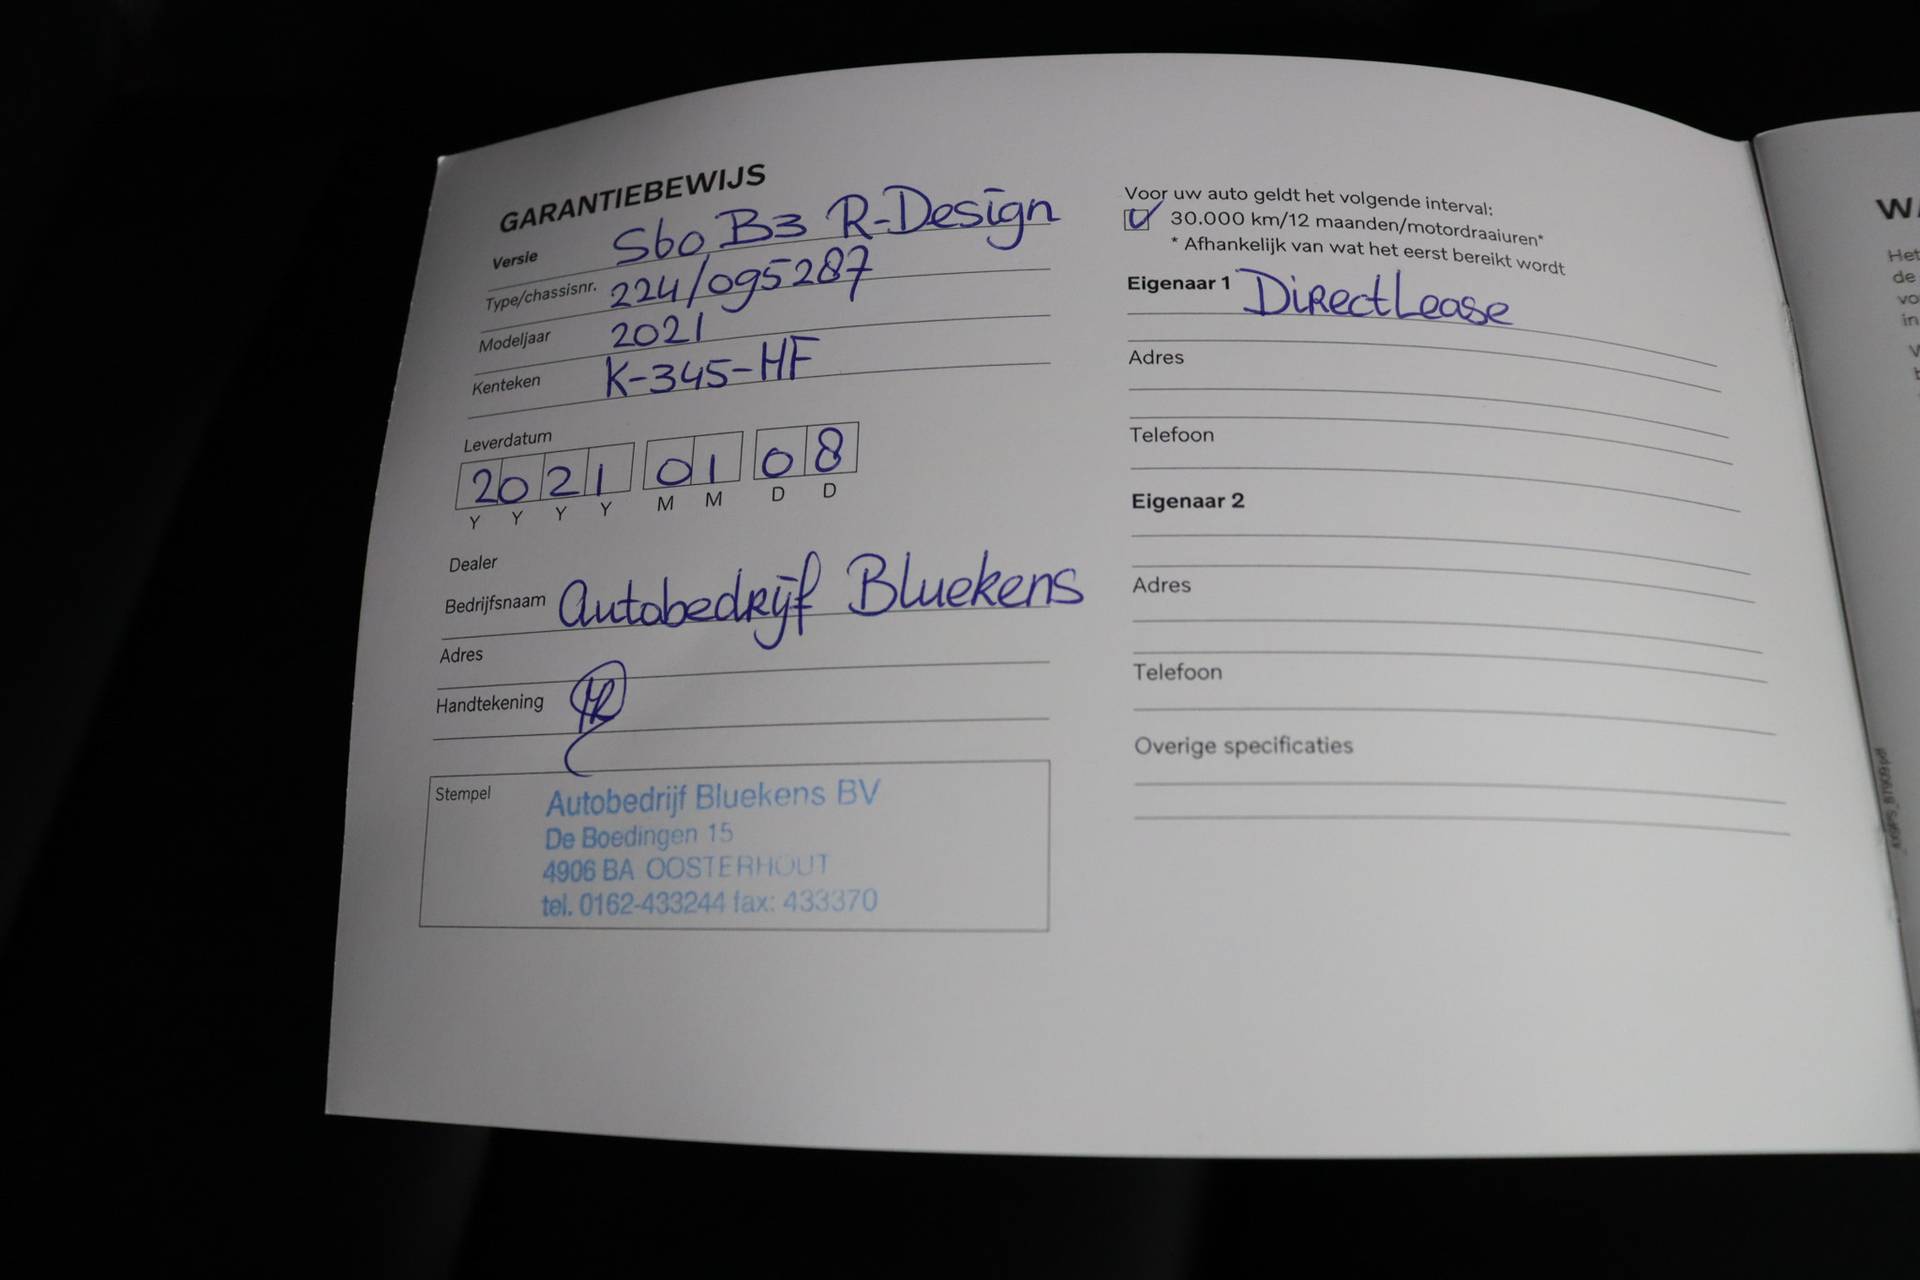 GARANTIEBEWIJS
Versie S60 B3 R-Design
Type/chassisnr. 224/095287
Modeljaar 2021
Kenteken K-345-HF
Leverdatum
2021 01 08
Y Y Y Y M M D D
Dealer
Bedrijfsnaam Autobedrijf Bluekens
Adres
Handtekening
Stempel
Autobedrijf Bluekens BV
De Boedingen 15
4906 BA OOSTERHOUT
tel. 0162-433244 fax: 433370
Voor uw auto geldt het volgende interval:
30.000 km/12 maanden/motordraaiuren*
* Afhankelijk van wat het eerst bereikt wordt
Eigenaar 1 DirectLease
Adres
Telefoon
Eigenaar 2
Adres
Telefoon
Overige specificaties
Het
de